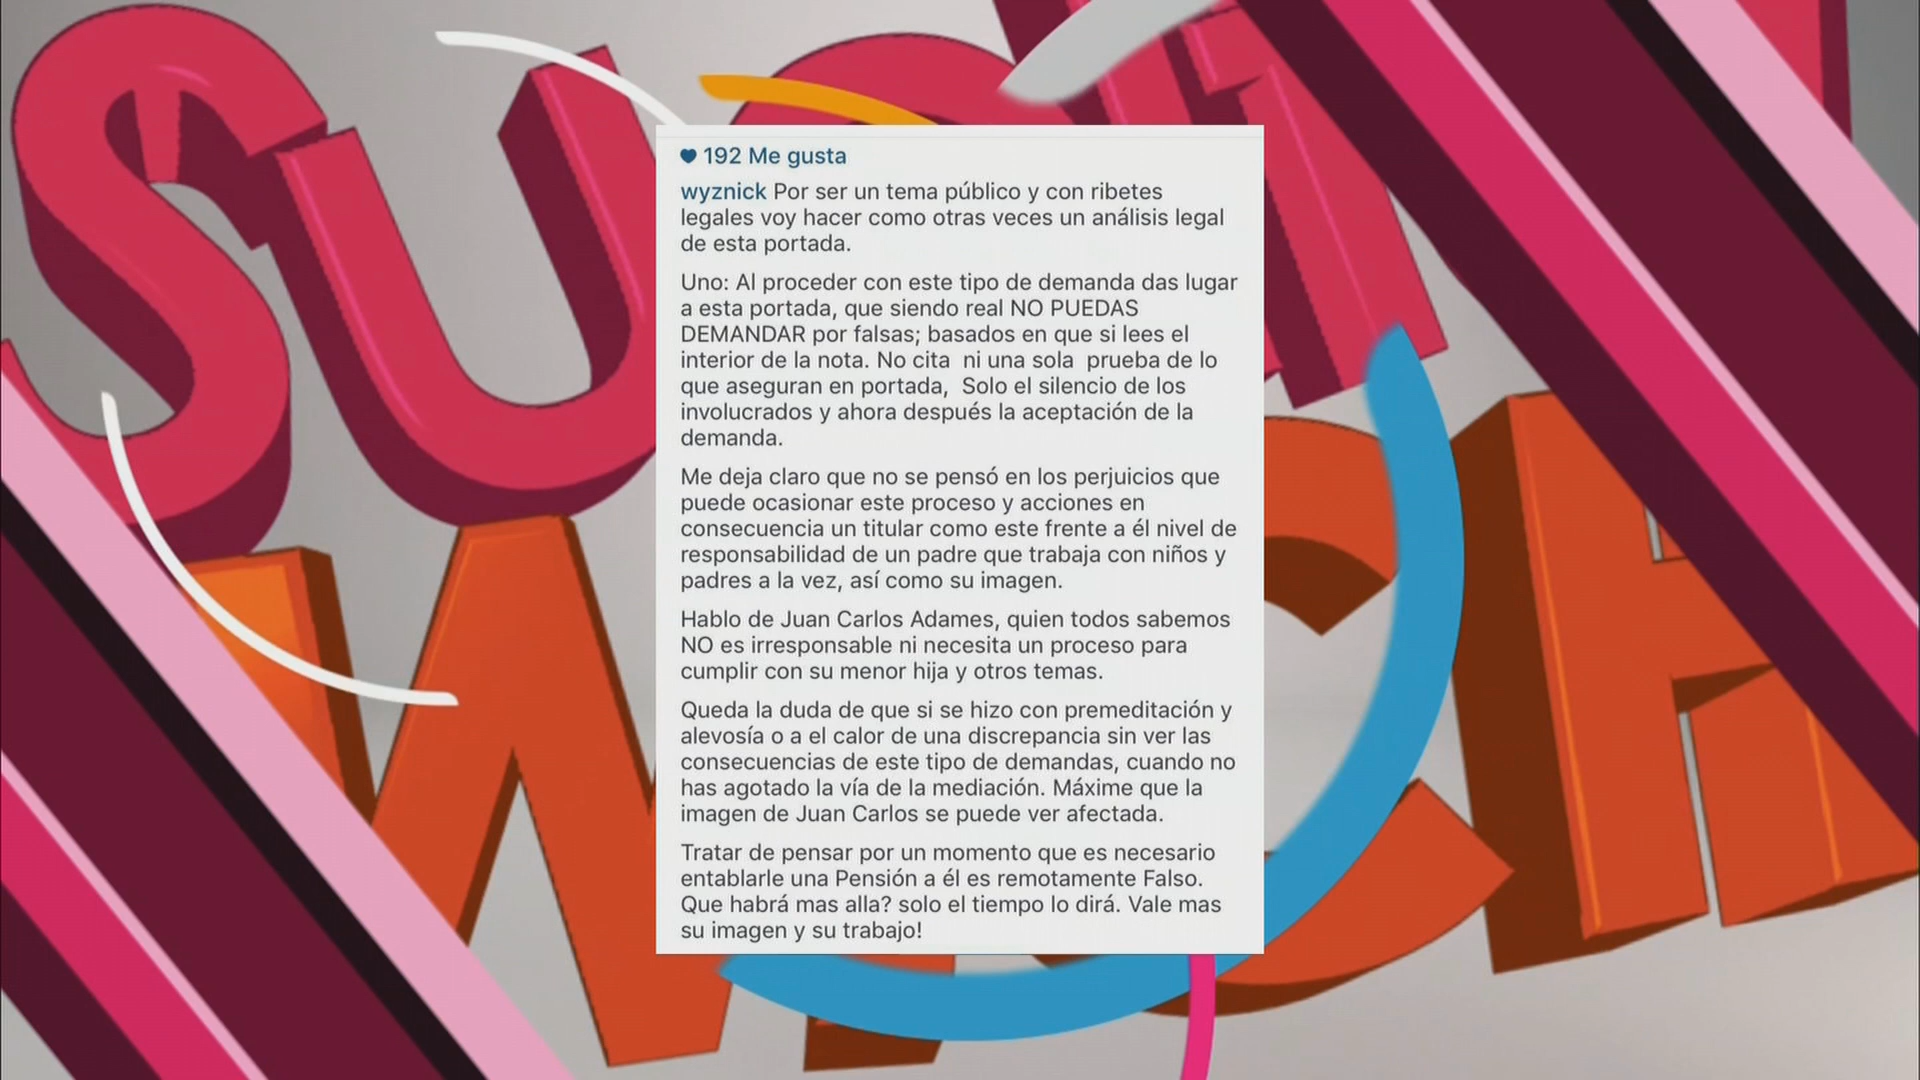 192 Me gusta
wyznick Por ser un tema público y con ribetes
legales voy hacer como otras veces un análisis legal
de esta portada.
Uno: Al proceder con este tipo de demanda das lugar
a esta portada, que siendo real NO PUEDAS
DEMANDAR por falsas; basados en que si lees el
interior de la nota. No cita  ni una sola  prueba de lo
que aseguran en portada,  Solo el silencio de los
involucrados y ahora después la aceptación de la
demanda.
Me deja claro que no se pensó en los perjuicios que
puede ocasionar este proceso y acciones en
consecuencia un titular como este frente a él nivel de
responsabilidad de un padre que trabaja con niños y
padres a la vez, así como su imagen.
Hablo de Juan Carlos Adames, quien todos sabemos
NO es irresponsable ni necesita un proceso para
cumplir con su menor hija y otros temas.
Queda la duda de que si se hizo con premeditación y
alevosía o a el calor de una discrepancia sin ver las
consecuencias de este tipo de demandas, cuando no
has agotado la vía de la mediación. Máxime que la
imagen de Juan Carlos se puede ver afectada.
Tratar de pensar por un momento que es necesario
entablarle una Pensión a él es remotamente Falso.
Que habrá mas alla? solo el tiempo lo dirá. Vale mas
su imagen y su trabajo!